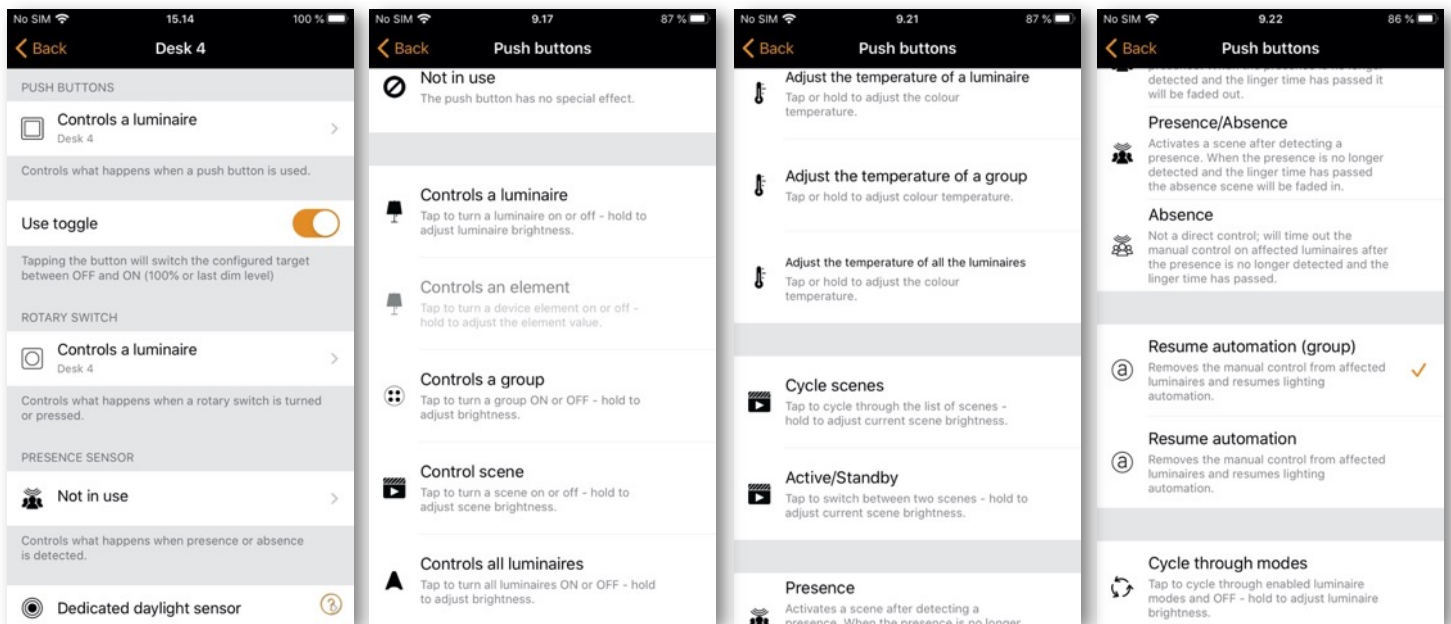 No SIM 15.14 100 %
Back Desk 4
PUSH BUTTONS
Controls a luminaire
Desk 4
Controls what happens when a push button is used.
Use toggle
Tapping the button will switch the configured target
between OFF and ON (100% or last dim level)
ROTARY SWITCH
Controls a luminaire
Desk 4
Controls what happens when a rotary switch is turned
or pressed.
PRESENCE SENSOR
Not in use
Controls what happens when presence or absence
is detected.
Dedicated daylight sensor
No SIM 9.17 87 %
Back Push buttons
Not in use
The push button has no special effect.
Controls a luminaire
Tap to turn a luminaire on or off - hold to
adjust luminaire brightness.
Controls an element
Tap to turn a device element on or off -
hold to adjust the element value.
Controls a group
Tap to turn a group ON or OFF - hold to
adjust brightness.
Control scene
Tap to turn a scene on or off - hold to
adjust scene brightness.
Controls all luminaires
Tap to turn all luminaires ON or OFF - hold
to adjust brightness.
No SIM 9.21 87 %
Back Push buttons
Adjust the temperature of a luminaire
Tap or hold to adjust the colour
temperature.
Adjust the temperature of a group
Tap or hold to adjust colour temperature.
Adjust the temperature of all the luminaires
Tap or hold to adjust the colour
temperature.
Cycle scenes
Tap to cycle through the list of scenes -
hold to adjust current scene brightness.
Active/Standby
Tap to switch between two scenes - hold to
adjust current scene brightness.
Presence
Activates a scene after detecting a
presence. When the presence is no longer
No SIM 9.22 86 %
Back Push buttons
presence. When the presence is no longer
detected and the linger time has passed it
will be faded out.
Presence/Absence
Activates a scene after detecting a
presence. When the presence is no longer
detected and the linger time has passed
the absence scene will be faded in.
Absence
Not a direct control; will time out the
manual control on affected luminaires after
the presence is no longer detected and the
linger time has passed.
Resume automation (group)
a
Removes the manual control from affected
luminaires and resumes lighting
automation.
Resume automation
a
Removes the manual control from affected
luminaires and resumes lighting
automation.
Cycle through modes
Tap to cycle through enabled luminaire
modes and OFF - hold to adjust luminaire
brightness.